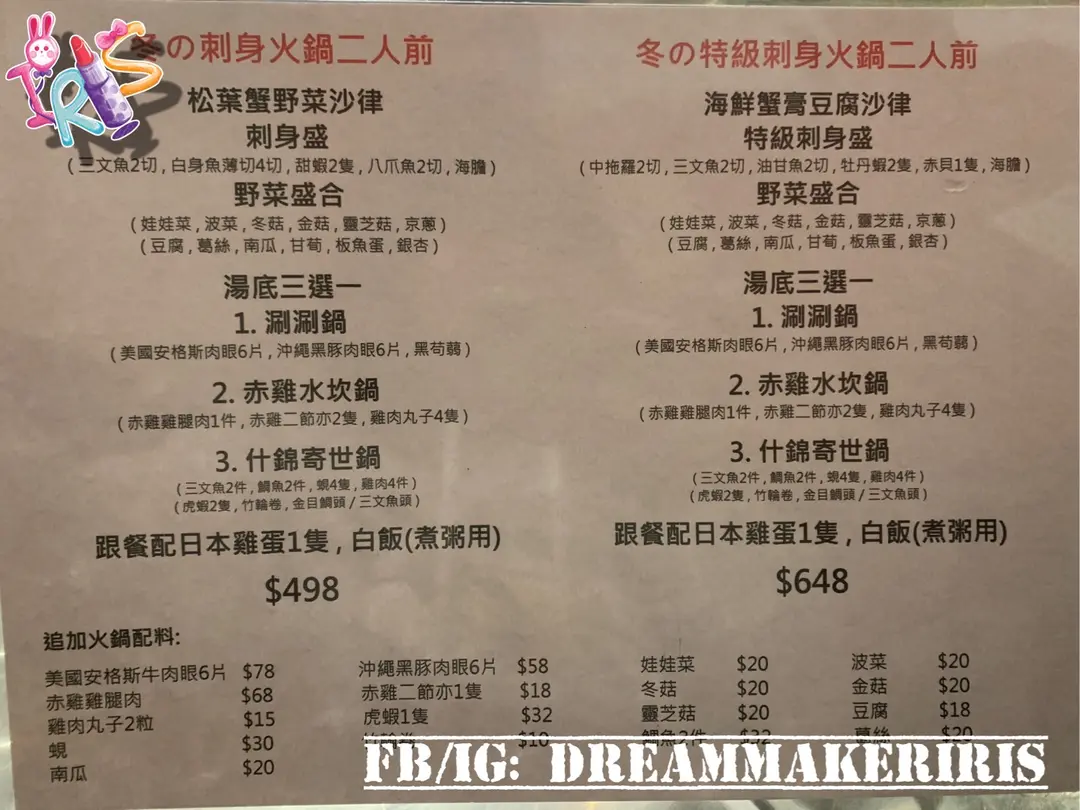 IRIS
冬の刺身火鍋二人前
松葉蟹野菜沙律
刺身盛
(三文魚2切, 白身魚薄切4切, 甜蝦2隻, 八爪魚2切, 海膽)
野菜盛合
(娃娃菜, 波菜, 冬菇, 金菇, 靈芝菇, 京蔥)
(豆腐, 葛絲, 南瓜, 甘荀, 板魚蛋, 銀杏)
湯底三選一
1. 涮涮鍋
(美國安格斯肉眼6片, 沖繩黑豚肉眼6片, 黑苟蒻)
2. 赤雞水炊鍋
(赤雞雞腿肉1件, 赤雞二節亦2隻, 雞肉丸子4隻)
3. 什錦寄世鍋
(三文魚2件, 鯛魚2件, 蜆4隻, 雞肉4件)
(虎蝦2隻, 竹輪卷, 金目鯛頭 / 三文魚頭)
跟餐配日本雞蛋1隻, 白飯(煮粥用)
$498
冬の特級刺身火鍋二人前
海鮮蟹膏豆腐沙律
特級刺身盛
(中拖羅2切, 三文魚2切, 油甘魚2切, 牡丹蝦2隻, 赤貝1隻, 海膽)
野菜盛合
(娃娃菜, 波菜, 冬菇, 金菇, 靈芝菇, 京蔥)
(豆腐, 葛絲, 南瓜, 甘荀, 板魚蛋, 銀杏)
湯底三選一
1. 涮涮鍋
(美國安格斯肉眼6片, 沖繩黑豚肉眼6片, 黑苟蒻)
2. 赤雞水炊鍋
(赤雞雞腿肉1件, 赤雞二節亦2隻, 雞肉丸子4隻)
3. 什錦寄世鍋
(三文魚2件, 鯛魚2件, 蜆4隻, 雞肉4件)
(虎蝦2隻, 竹輪卷, 金目鯛頭 / 三文魚頭)
跟餐配日本雞蛋1隻, 白飯(煮粥用)
$648
追加火鍋配料:
美國安格斯牛肉眼6片 $78
赤雞雞腿肉 $68
雞肉丸子2粒 $15
蜆 $30
南瓜 $20
沖繩黑豚肉眼6片 $58
赤雞二節亦1隻 $18
虎蝦1隻 $32
竹輪卷 $10
娃娃菜 $20
冬菇 $20
靈芝菇 $20
鯛魚2件 $32
波菜 $20
金菇 $20
豆腐 $18
葛絲 $20
FB/IG: DREAMMAKERIRIS